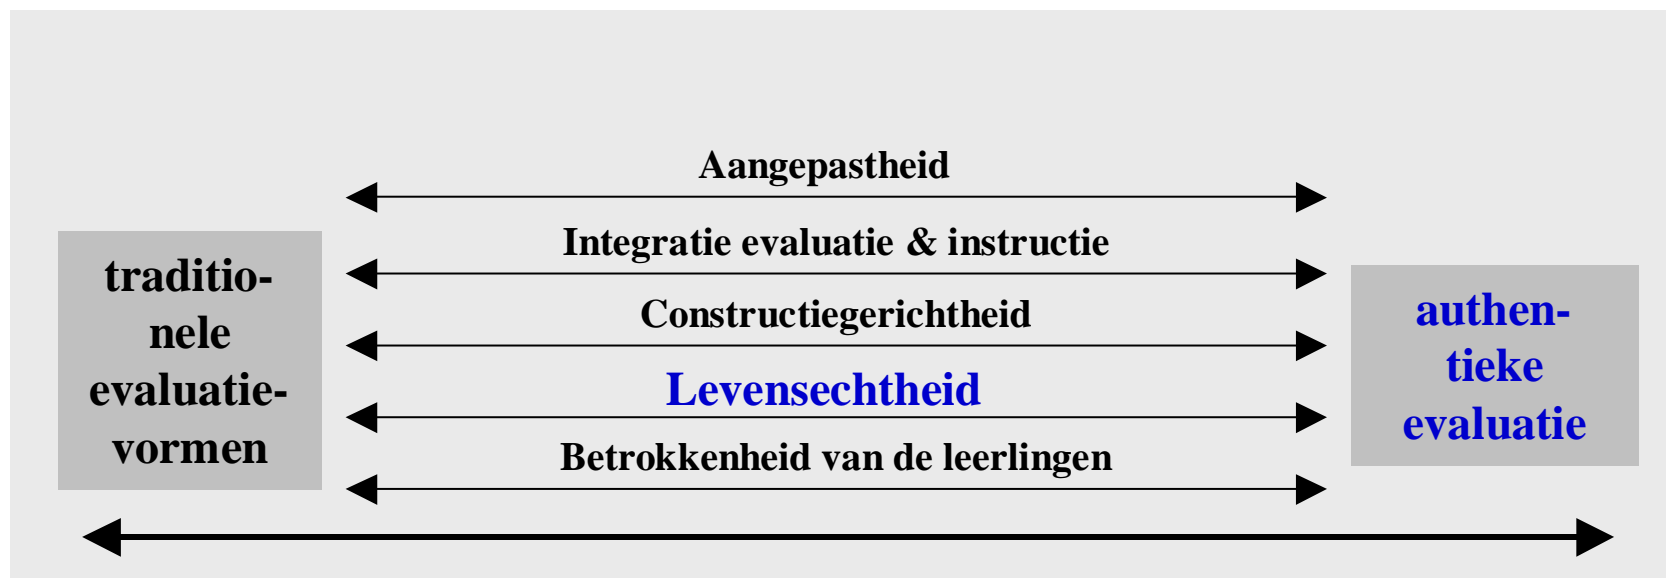 Aangepastheid
Integratie evaluatie & instructie
Constructiegerichtheid
Levensechtheid
Betrokkenheid van de leerlingen
traditio-
nele
evaluatie-
vormen
authen-
tieke
evaluatie